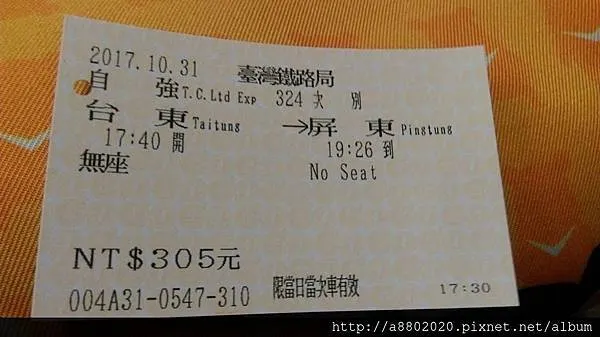 2017.10.31 臺灣鐵路局
自 強 T.C.Ltd Exp 324 次 別
台 東 Taitung →屏 東 Pingtung
17:40 開 19:26 到
無座 No Seat
NT$305元
004A31-0547-310 限當日當次車有效 17:30
http://a8802020.pixnet.net/album